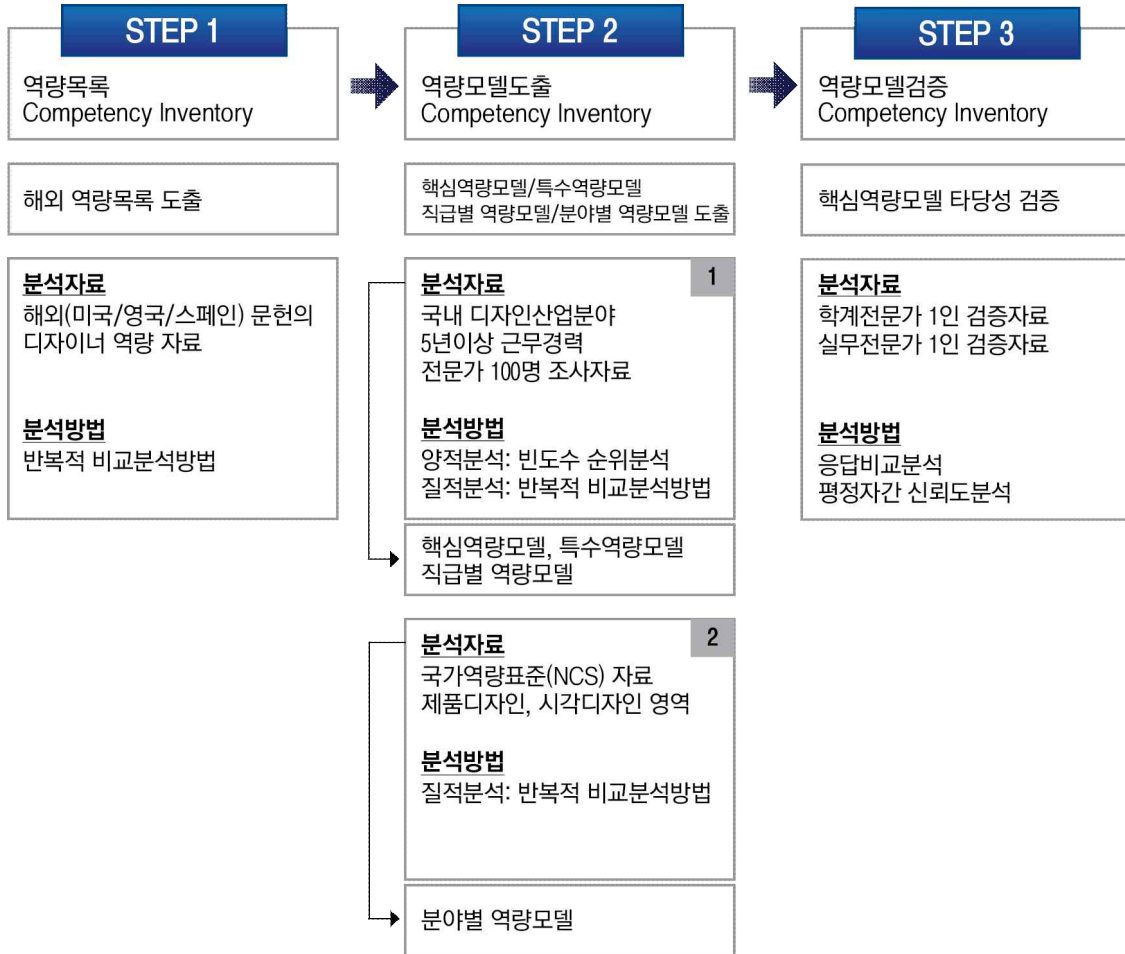 STEP 1
역량목록
Competency Inventory
해외 역량목록 도출
분석자료
해외(미국/영국/스페인) 문헌의
디자이너 역량 자료
분석방법
반복적 비교분석방법
STEP 2
역량모델도출
Competency Inventory
핵심역량모델/특수역량모델
직급별 역량모델/분야별 역량모델 도출
1
분석자료
국내 디자인산업분야
5년이상 근무경력
전문가 100명 조사자료
분석방법
양적분석: 빈도수 순위분석
질적분석: 반복적 비교분석방법
핵심역량모델, 특수역량모델
직급별 역량모델
2
분석자료
국가역량표준(NCS) 자료
제품디자인, 시각디자인 영역
분석방법
질적분석: 반복적 비교분석방법
분야별 역량모델
STEP 3
역량모델검증
Competency Inventory
핵심역량모델 타당성 검증
분석자료
학계전문가 1인 검증자료
실무전문가 1인 검증자료
분석방법
응답비교분석
평정자간 신뢰도분석